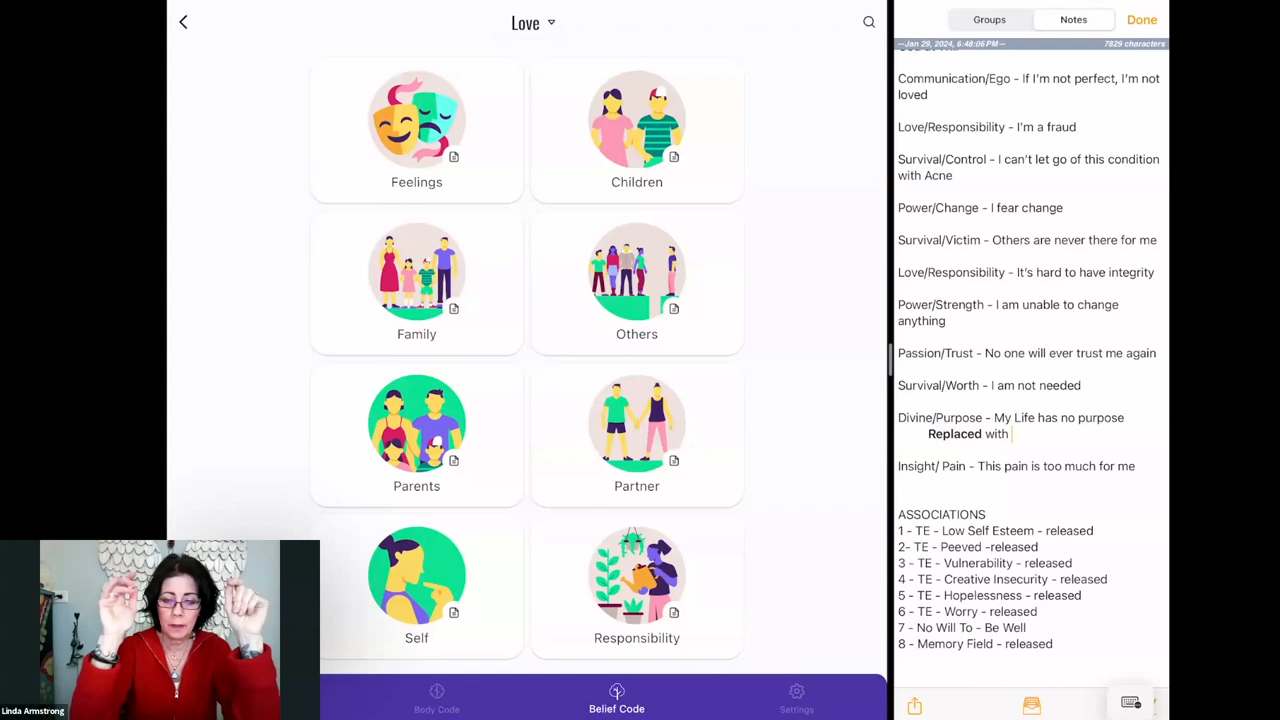 Love
Feelings
Children
Family
Others
Parents
Partner
Self
Responsibility
Body Code
Belief Code
Settings
Linda Armstrong
Groups
Notes
Done
—Jan 29, 2024, 6:48:06 PM—
7829 characters
Communication/Ego - If I'm not perfect, I'm not
loved
Love/Responsibility - I'm a fraud
Survival/Control - I can't let go of this condition
with Acne
Power/Change - I fear change
Survival/Victim - Others are never there for me
Love/Responsibility - It's hard to have integrity
Power/Strength - I am unable to change
anything
Passion/Trust - No one will ever trust me again
Survival/Worth - I am not needed
Divine/Purpose - My Life has no purpose
Replaced with
Insight/ Pain - This pain is too much for me
ASSOCIATIONS
1 - TE - Low Self Esteem - released
2- TE - Peeved -released
3 - TE - Vulnerability - released
4 - TE - Creative Insecurity - released
5 - TE - Hopelessness - released
6 - TE - Worry - released
7 - No Will To - Be Well
8 - Memory Field - released